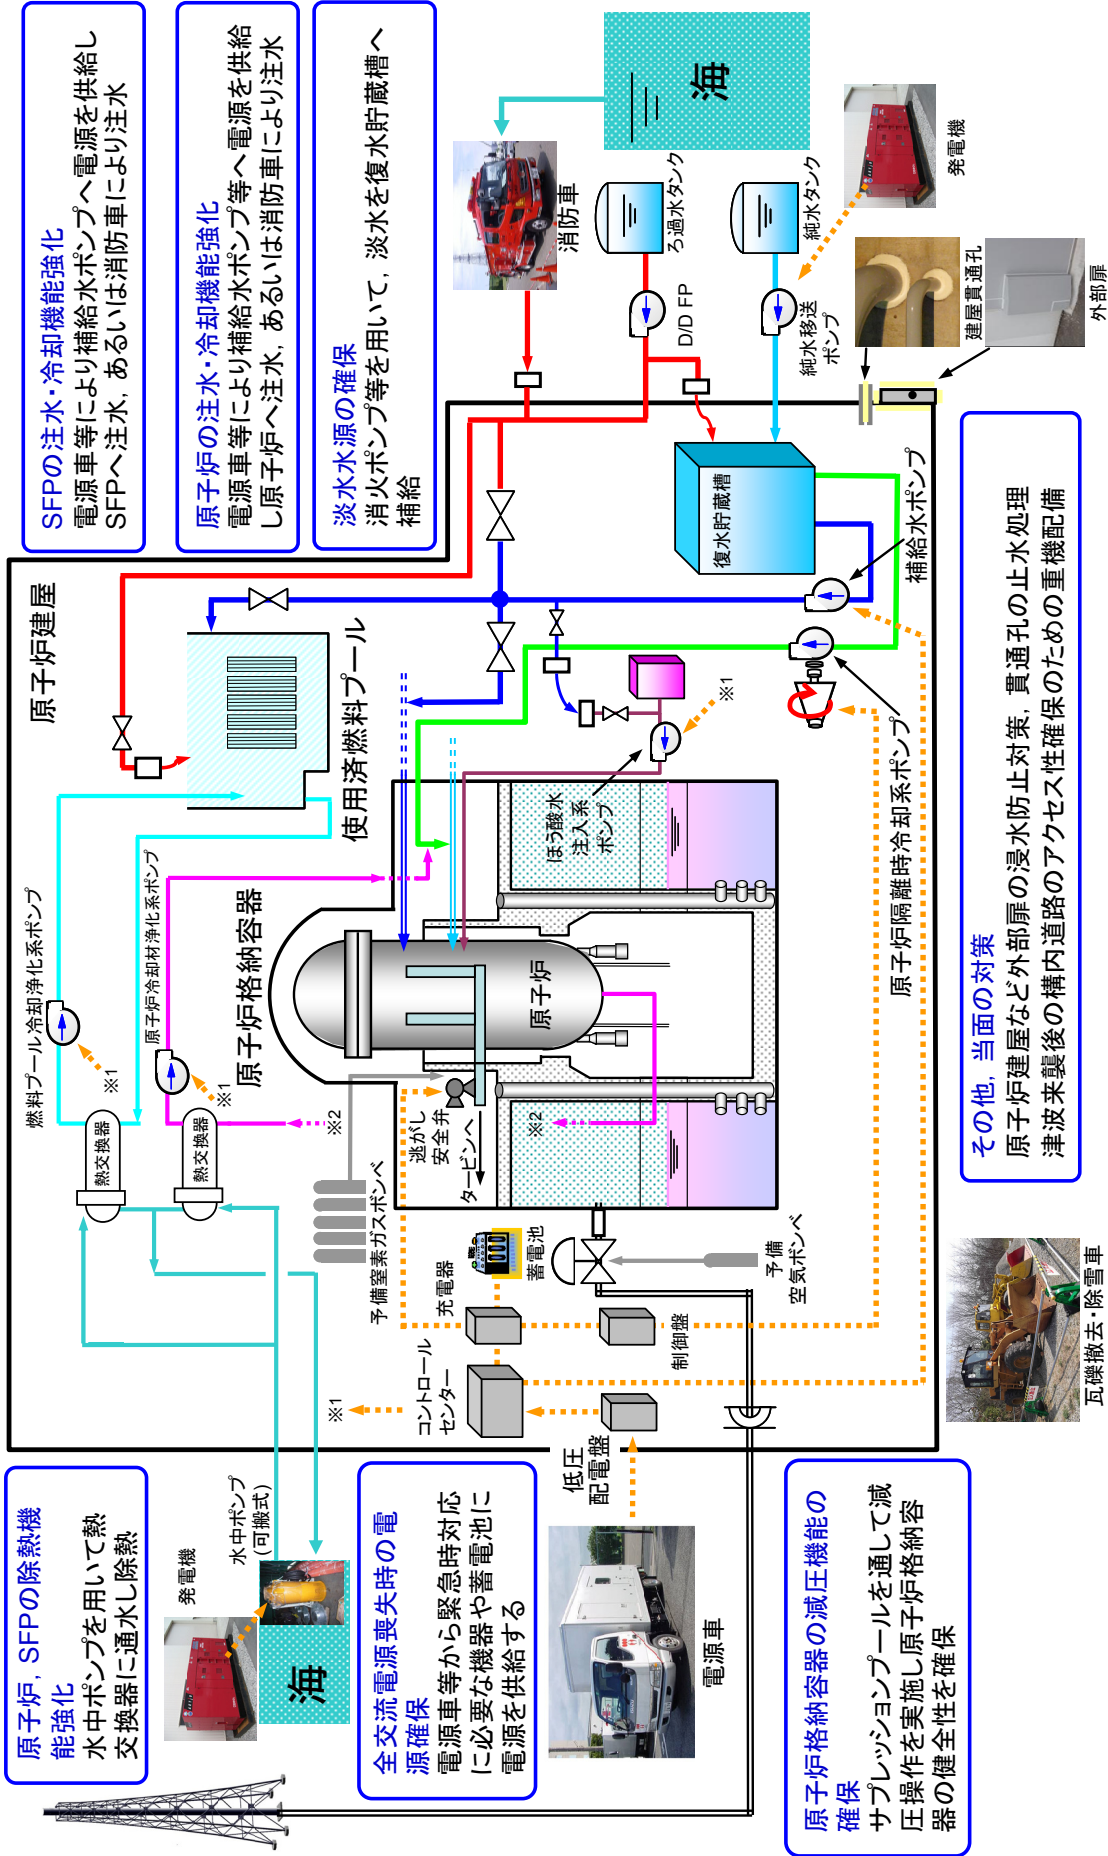 原子炉，SFPの除熱機
能強化
水中ポンプを用いて熱
交換器に通水し除熱
発電機
水中ポンプ
(可搬式)
海
全交流電源喪失時の電
源確保
電源車等から緊急時対応
に必要な機器や蓄電池に
電源を供給する
電源車
原子炉格納容器の減圧機能の
確保
サプレッションプールを通して減
圧操作を実施し原子炉格納容
器の健全性を確保
原子炉建屋
燃料プール冷却浄化系ポンプ
※1
熱交換器
原子炉冷却材浄化系ポンプ
※1
熱交換器
※2
原子炉格納容器
使用済燃料プール
予備窒素ガスボンベ
逃がし
安全弁
タービンへ
原子炉
※2
ほう酸水
注入系
ポンプ
※1
※1
コントロール
センター
充電器
蓄電池
制御盤
低圧
配電盤
予備
空気ボンベ
原子炉隔離時冷却系ポンプ
補給水ポンプ
復水貯蔵槽
SFPの注水・冷却機能強化
電源車等により補給水ポンプへ電源を供給し
SFPへ注水，あるいは消防車により注水
原子炉の注水・冷却機能強化
電源車等により補給水ポンプ等へ電源を供給
し原子炉へ注水，あるいは消防車により注水
淡水水源の確保
消火ポンプ等を用いて，淡水を復水貯蔵槽へ
補給
消防車
海
ろ過水タンク
D/D FP
純水タンク
純水移送
ポンプ
発電機
建屋貫通孔
外部扉
その他，当面の対策
原子炉建屋など外部扉の浸水防止対策，貫通孔の止水処理
津波来襲後の構内道路のアクセス性確保のための重機配備
瓦礫撤去・除雪車